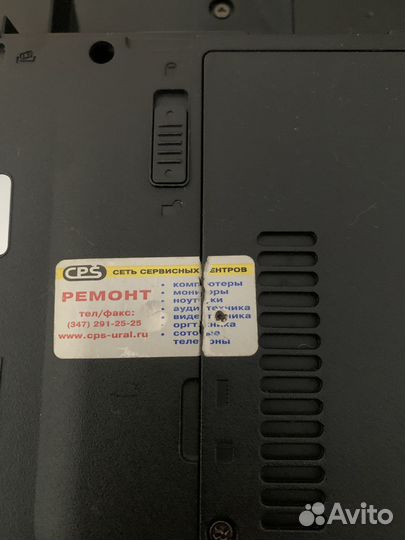 CPS СЕТЬ СЕРВИСНЫХ ЦЕНТРОВ
РЕМОНТ
тел/факс:
(347) 291-25-25
www.cps-ural.ru
• компьютеры
• мониторы
• ноутбуки
• аудиотехника
• видеотехника
• оргтехника
• сотовые
телефоны
Avito